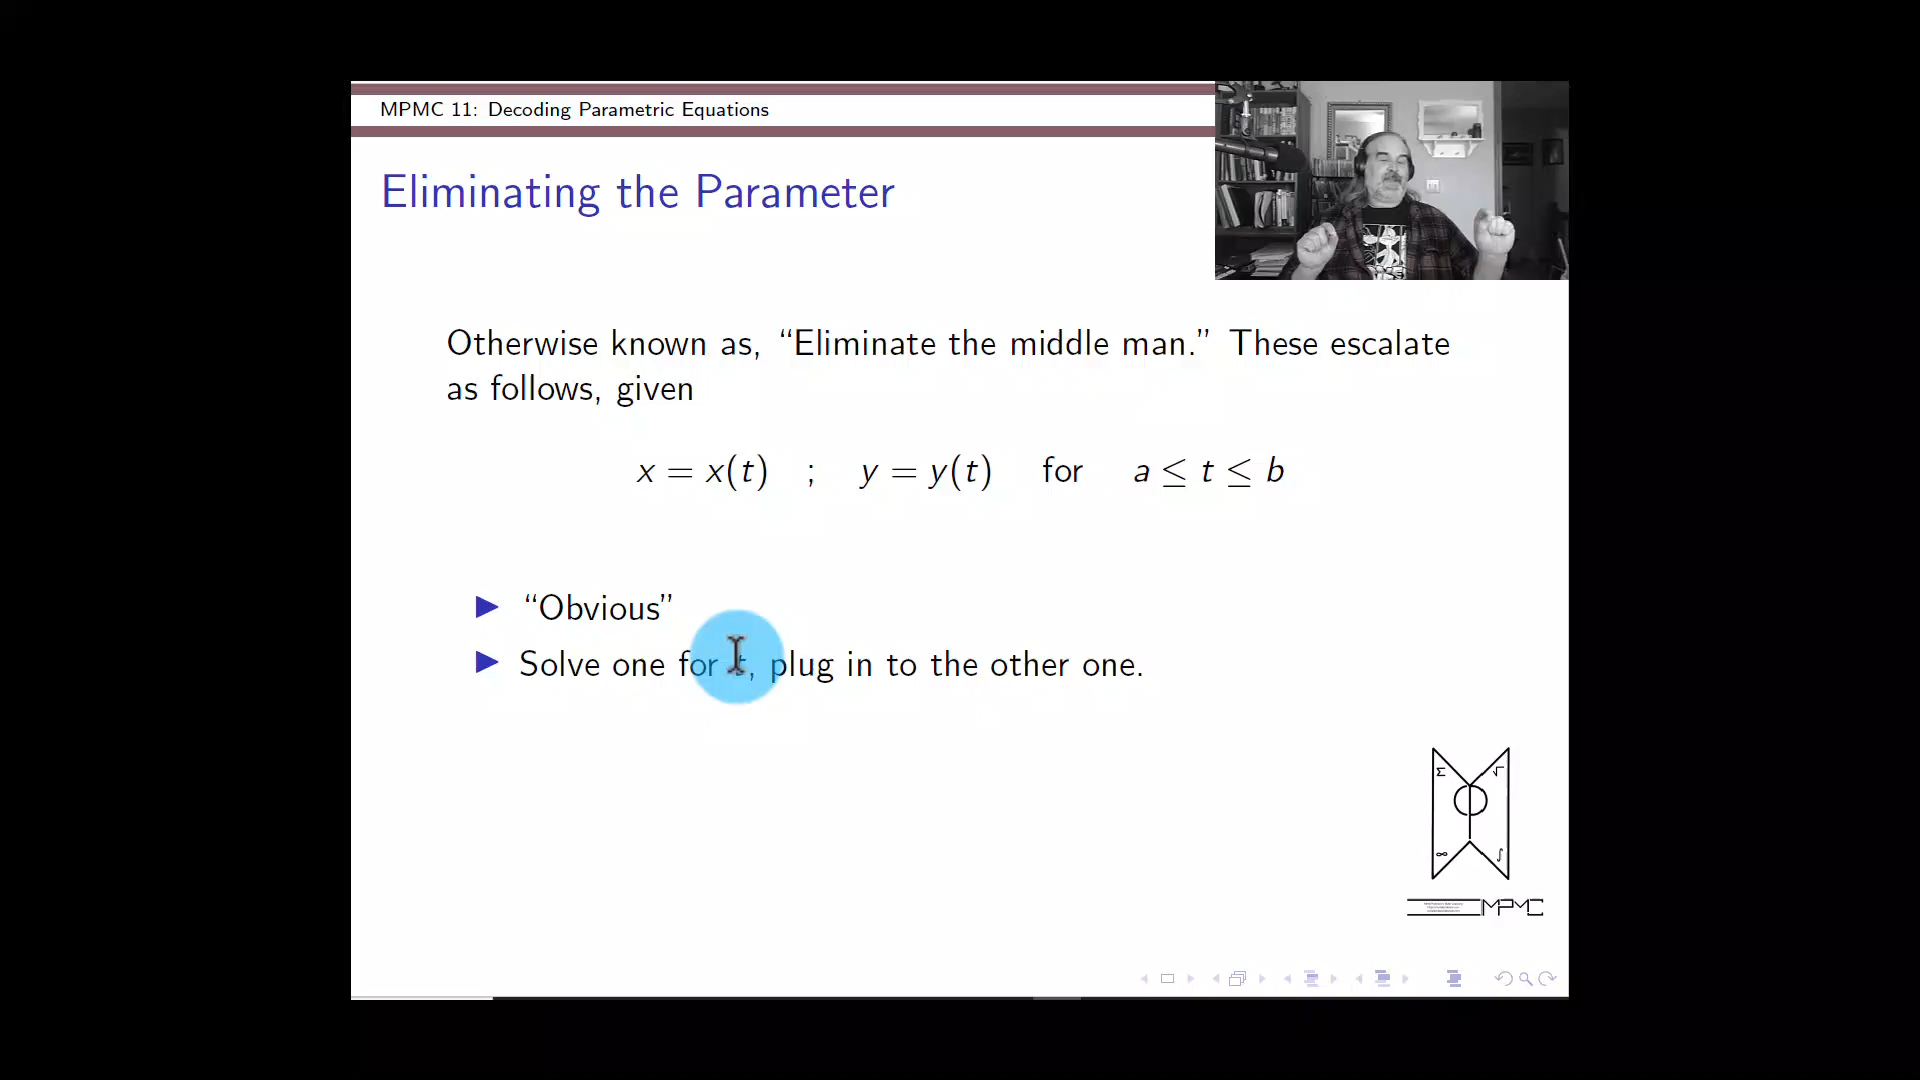 MPMC 11: Decoding Parametric Equations
Eliminating the Parameter
Otherwise known as, “Eliminate the middle man.” These escalate
as follows, given
x = x(t) ; y = y(t) for a ≤ t ≤ b
“Obvious”
Solve one for t, plug in to the other one.
Σ √
∞ ∫
MPMC